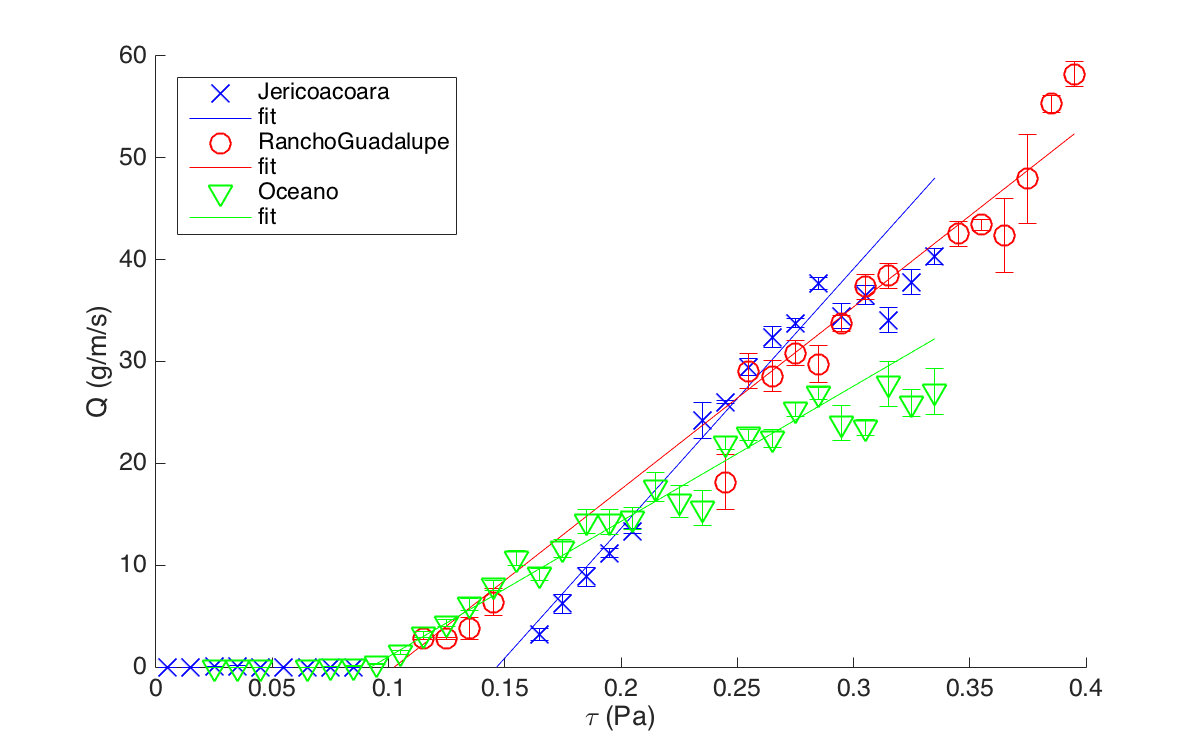 60
50
40
30
20
10
0
Q (g/m/s)
Jericoacoara
fit
RanchoGuadalupe
fit
Oceano
fit
0 0.05 0.1 0.15 0.2 0.25 0.3 0.35 0.4
τ (Pa)